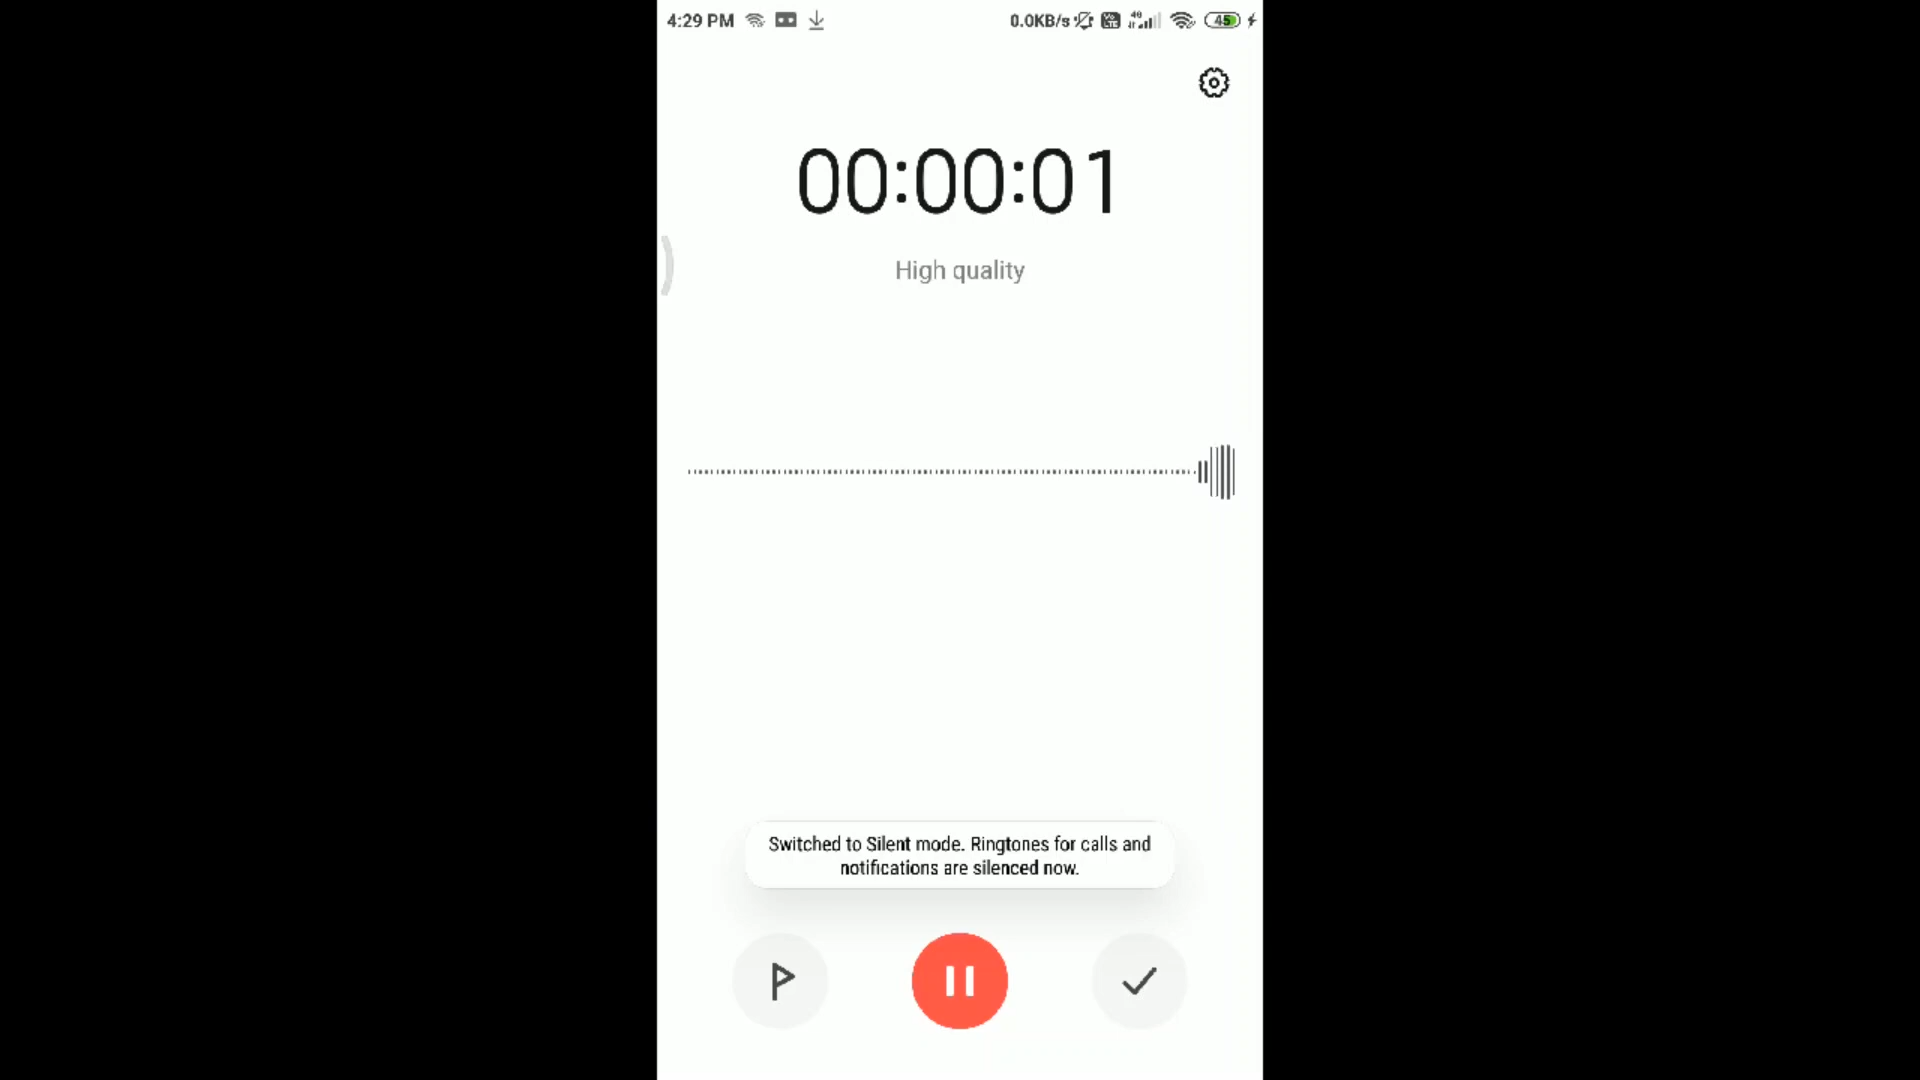 4:29 PM
0.0KB/s
4G
45
00:00:01
High quality
Switched to Silent mode. Ringtones for calls and
notifications are silenced now.